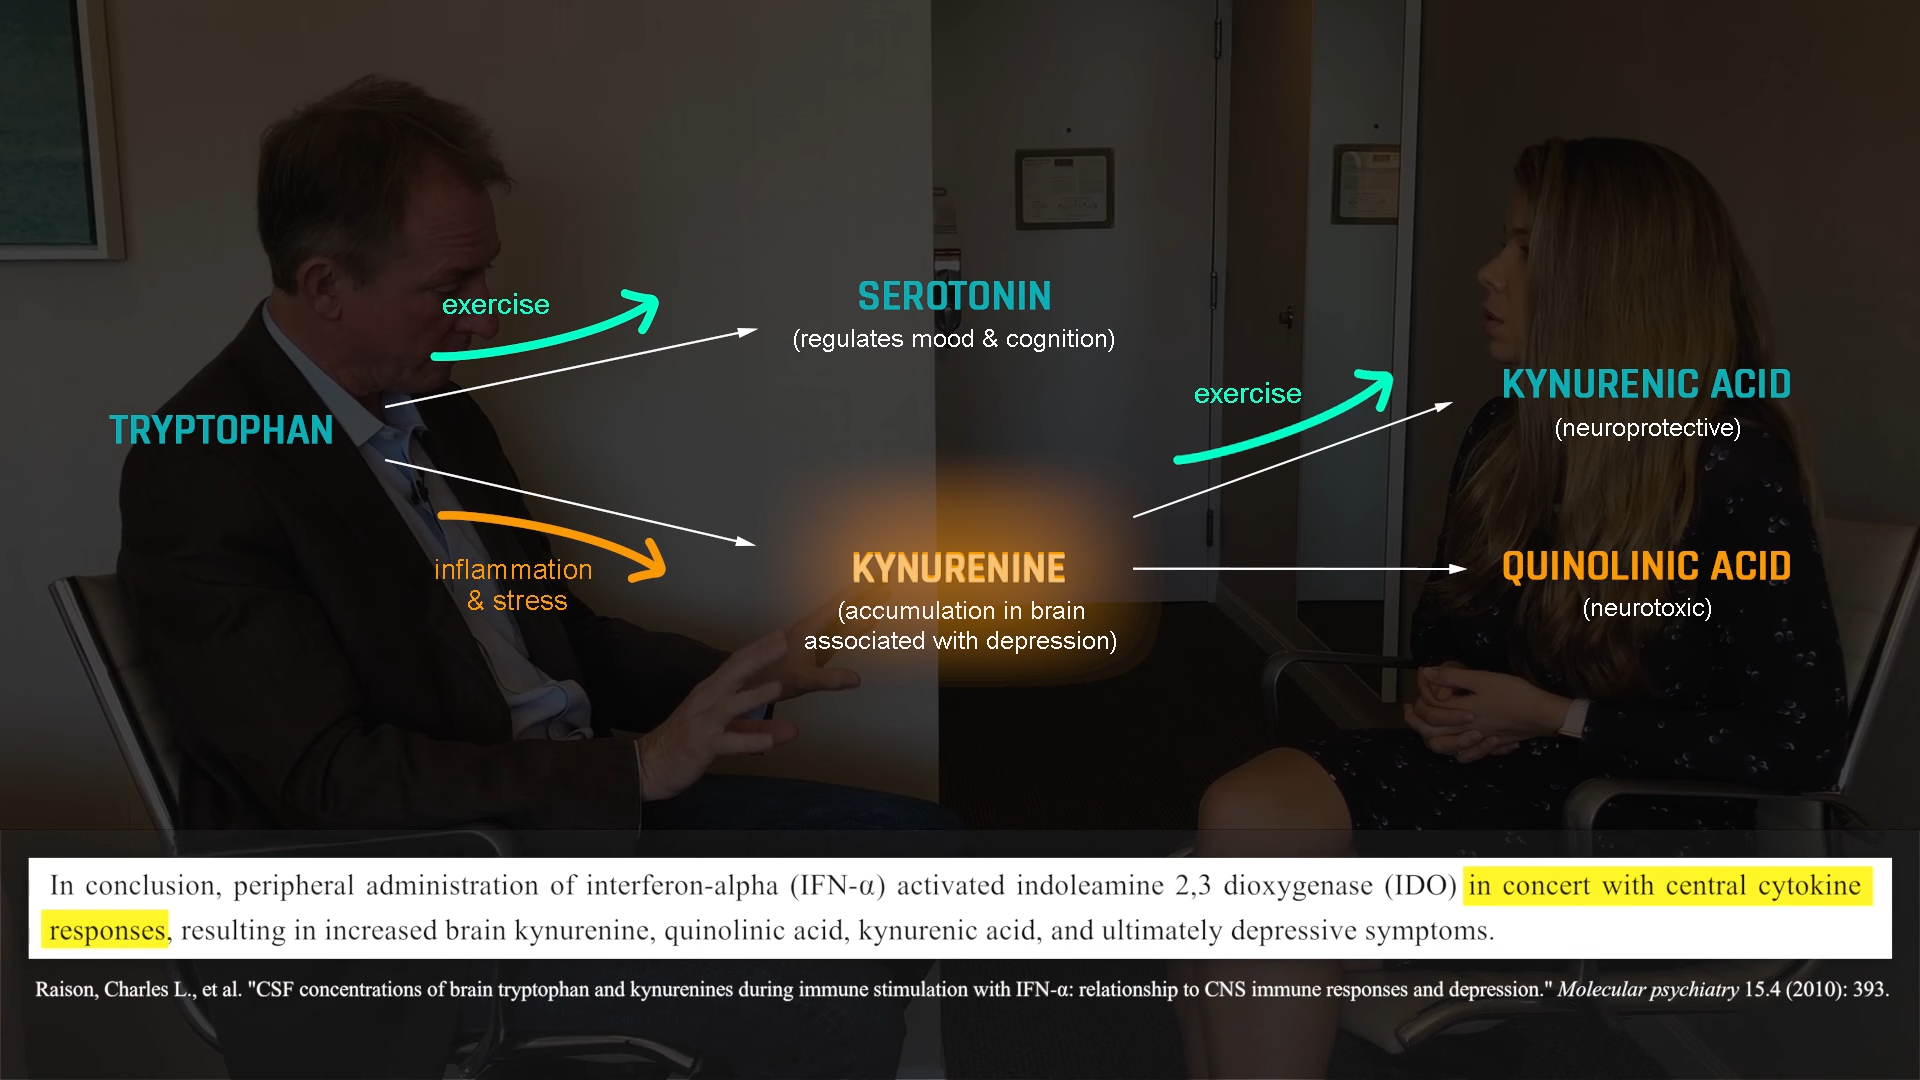 exercise
SEROTONIN
(regulates mood & cognition)
TRYPTOPHAN
inflammation
& stress
KYNURENINE
(accumulation in brain
associated with depression)
exercise
KYNURENIC ACID
(neuroprotective)
QUINOLINIC ACID
(neurotoxic)
In conclusion, peripheral administration of interferon-alpha (IFN-α) activated indoleamine 2,3 dioxygenase (IDO) in concert with central cytokine
responses, resulting in increased brain kynurenine, quinolinic acid, kynurenic acid, and ultimately depressive symptoms.
Raison, Charles L., et al. "CSF concentrations of brain tryptophan and kynurenines during immune stimulation with IFN-α: relationship to CNS immune responses and depression." Molecular psychiatry 15.4 (2010): 393.